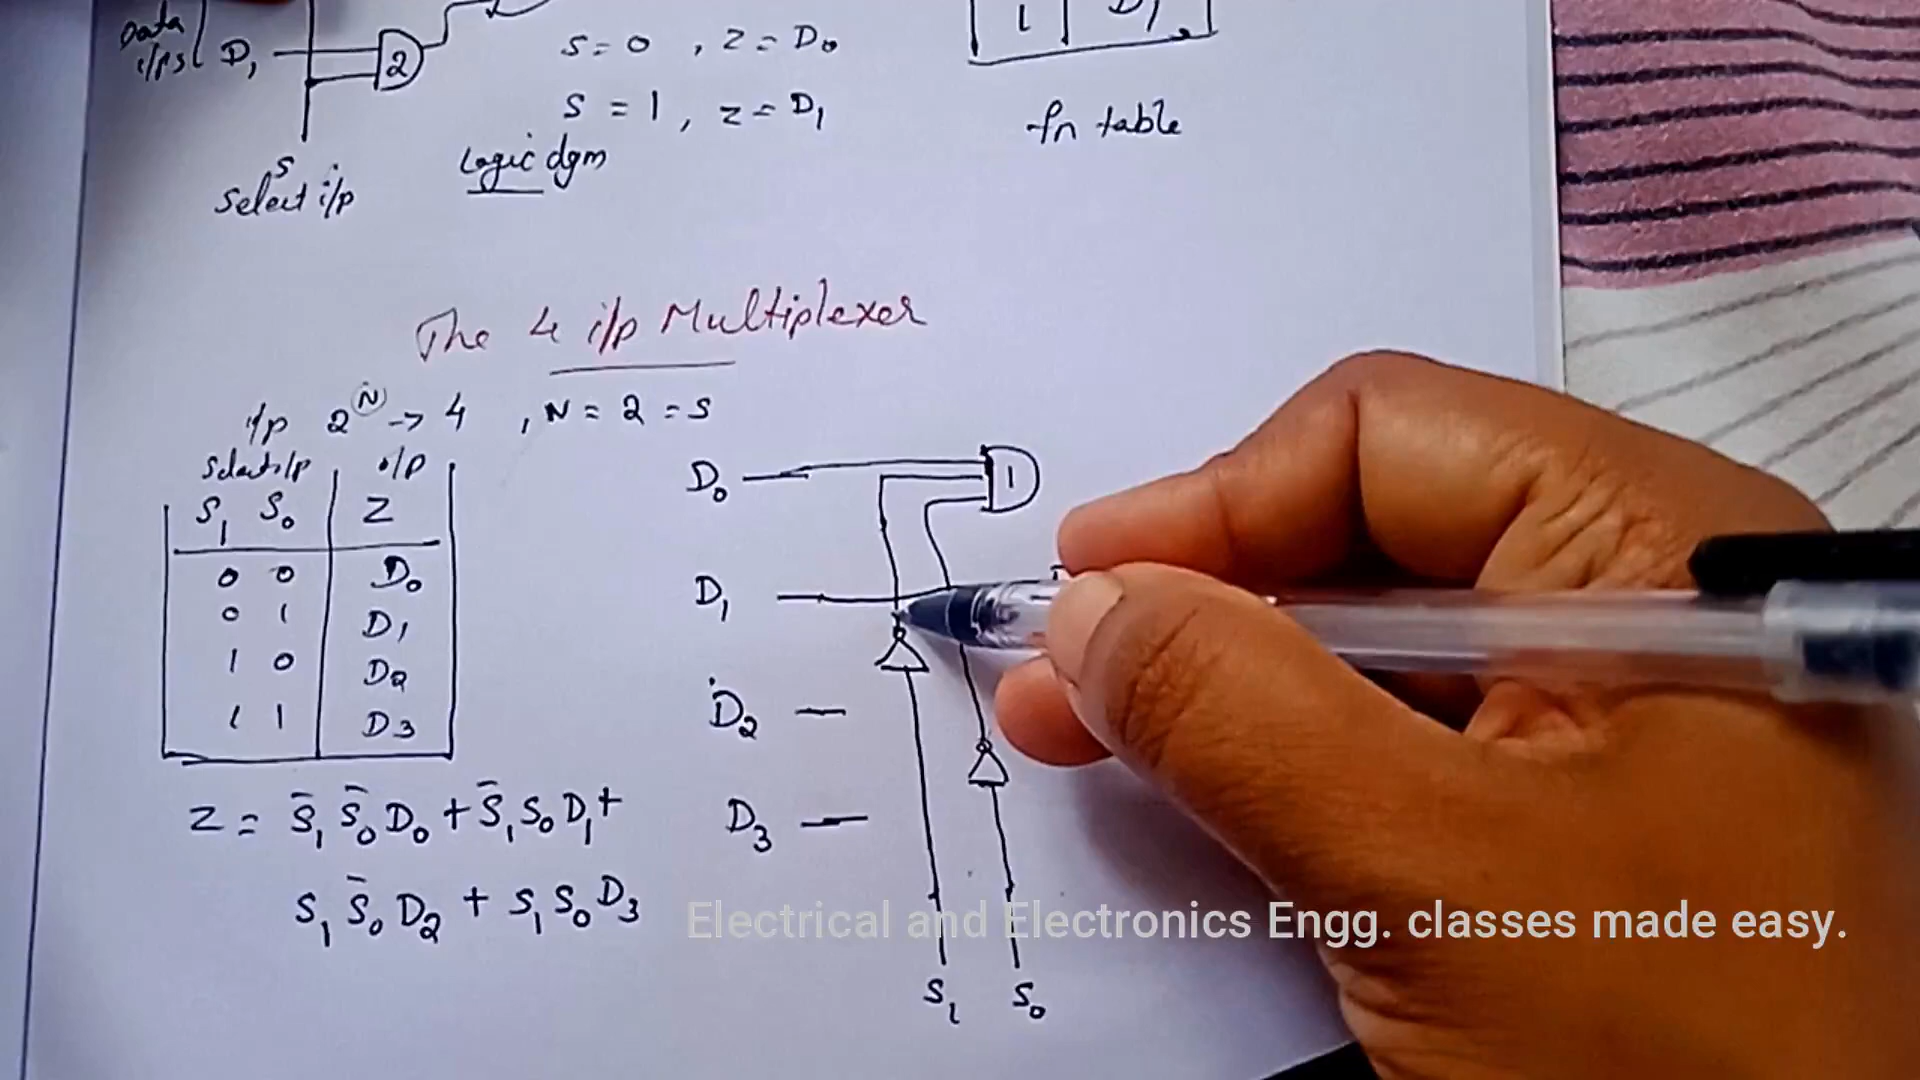 Data
i/ps D₁ 2
S
Select i/p
S = 0 , Z = D₀
S = 1 , Z = D₁
Logic dgm
1 D₁
fn table
The 4 i/p Multiplexer
i/p 2^N → 4 , N = 2 = S
Select i/p o/p
S₁ S₀ Z
0 0 D₀
0 1 D₁
1 0 D₂
1 1 D₃
Z = S̄₁ S̄₀ D₀ + S̄₁ S₀ D₁ +
S₁ S̄₀ D₂ + S₁ S₀ D₃
D₀ 1
D₁
D₂
D₃
S₁ S₀
Electrical and Electronics Engg. classes made easy.